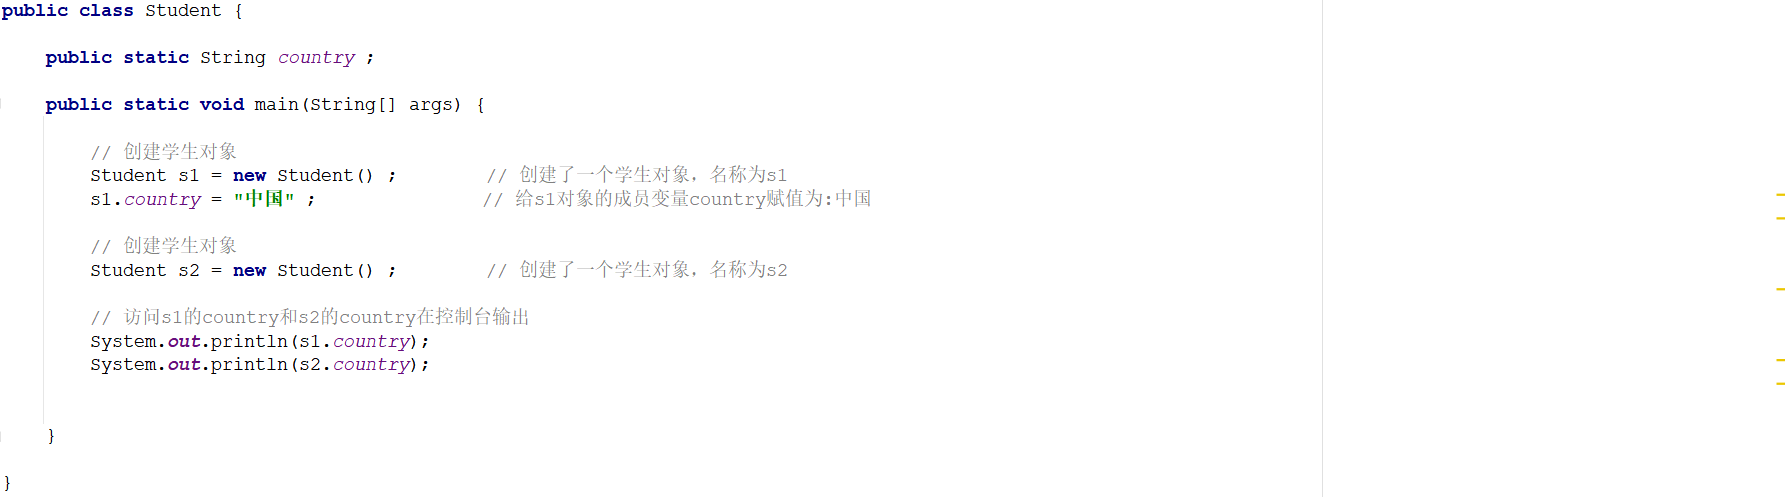 public class Student {
public static String country ;
public static void main(String[] args) {
// 创建学生对象
Student s1 = new Student() ; // 创建了一个学生对象，名称为s1
s1.country = "中国" ; // 给s1对象的成员变量country赋值为:中国
// 创建学生对象
Student s2 = new Student() ; // 创建了一个学生对象，名称为s2
// 访问s1的country和s2的country在控制台输出
System.out.println(s1.country);
System.out.println(s2.country);
}
}